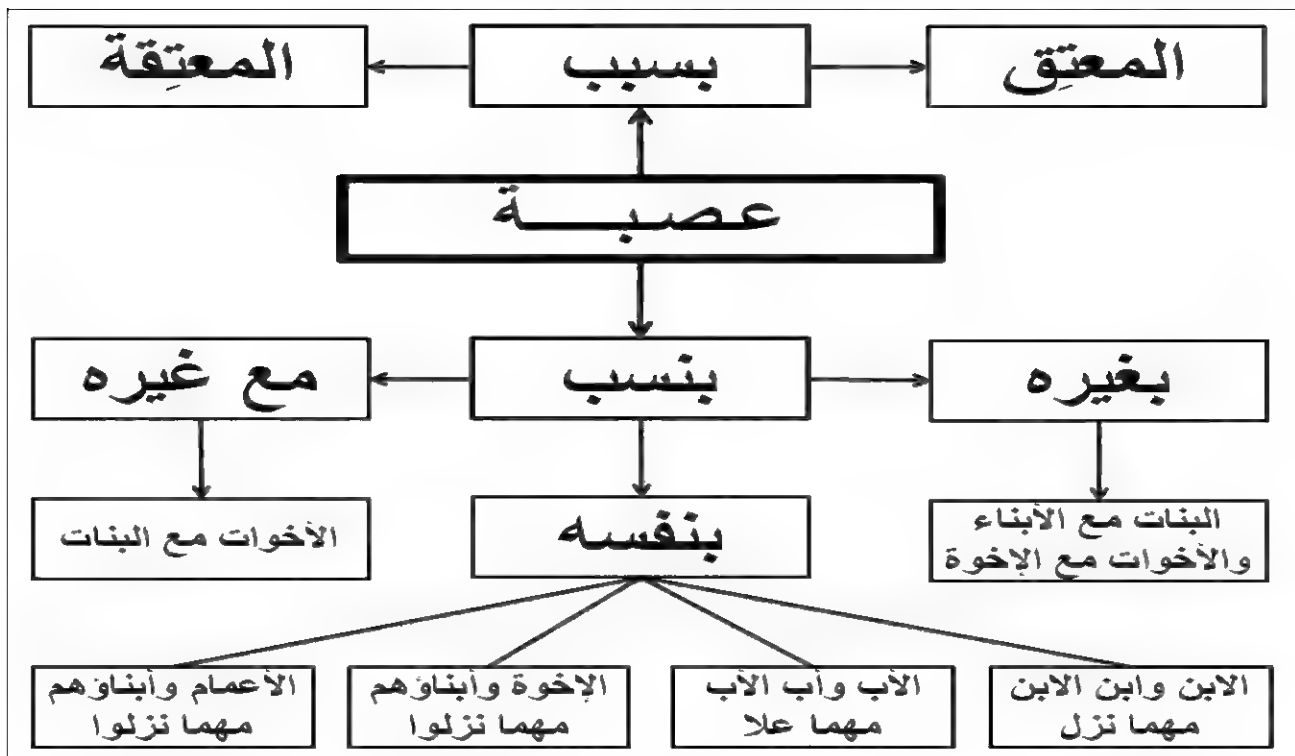 المعتِق
بسبب
المعتِقة
عصبــــة
بغيره
بنسب
مع غيره
البنات مع الأبناء
والأخوات مع الإخوة
بنفسه
الأخوات مع البنات
الابن وابن الابن
مهما نزل
الأب وأب الأب
مهما علا
الإخوة وأبناؤهم
مهما نزلوا
الأعمام وأبناؤهم
مهما نزلوا